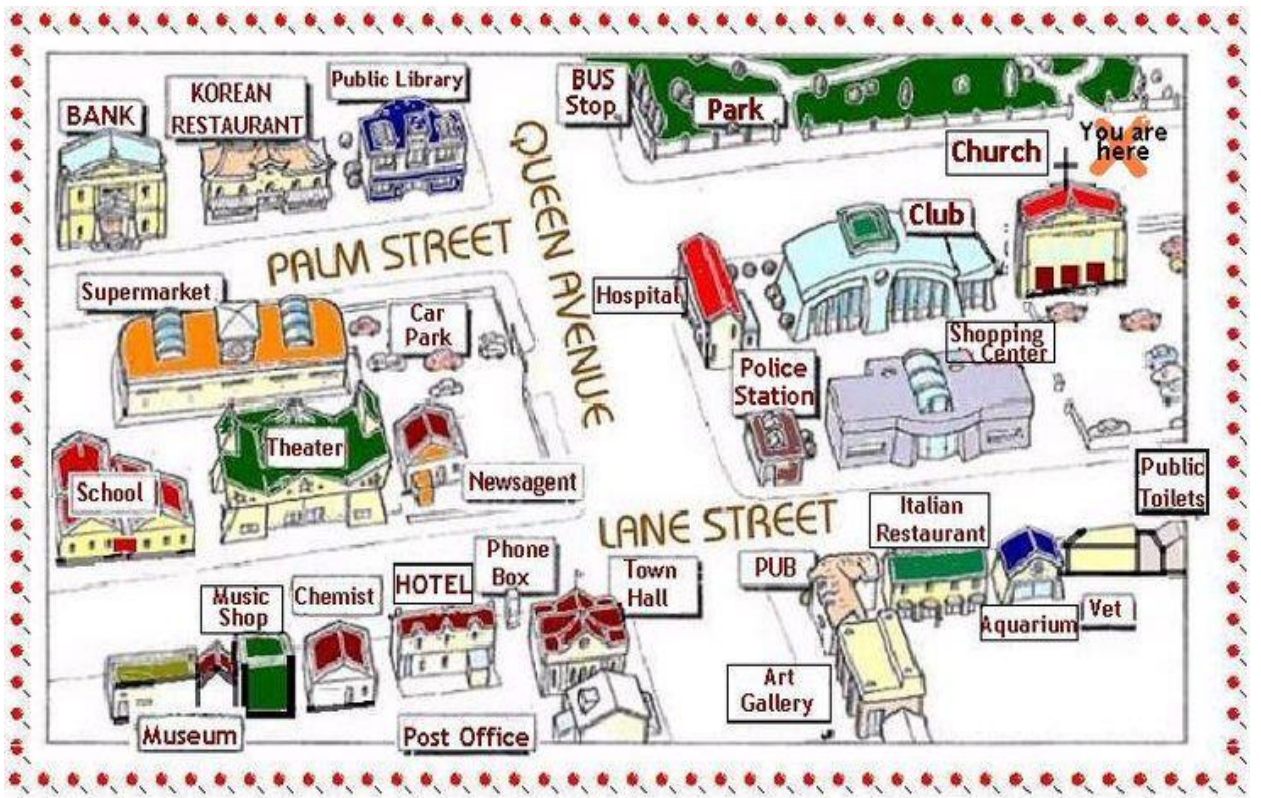 BANK
KOREAN
RESTAURANT
Public Library
BUS
Stop
Park
You are
here
Church
Club
QUEEN AVENUE
PALM STREET
Supermarket
Car
Park
Hospital
Shopping
Center
Police
Station
Theater
School
Newsagent
Public
Toilets
Italian
Restaurant
LANE STREET
Phone
Box
Town
Hall
PUB
HOTEL
Chemist
Music
Shop
Aquarium
Vet
Art
Gallery
Museum
Post Office